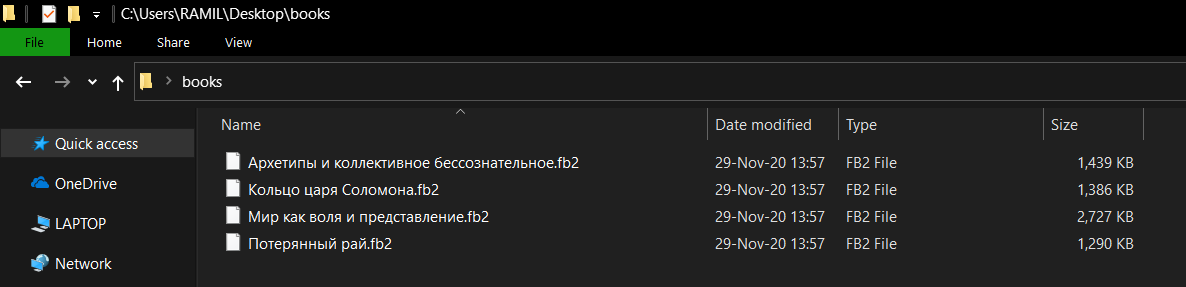 C:\Users\RAMIL\Desktop\books
File Home Share View
books
Name Date modified Type Size
Quick access
Архетипы и коллективное бессознательное.fb2 29-Nov-20 13:57 FB2 File 1,439 KB
OneDrive
Кольцо царя Соломона.fb2 29-Nov-20 13:57 FB2 File 1,386 KB
Мир как воля и представление.fb2 29-Nov-20 13:57 FB2 File 2,727 KB
LAPTOP
Потерянный рай.fb2 29-Nov-20 13:57 FB2 File 1,290 KB
Network